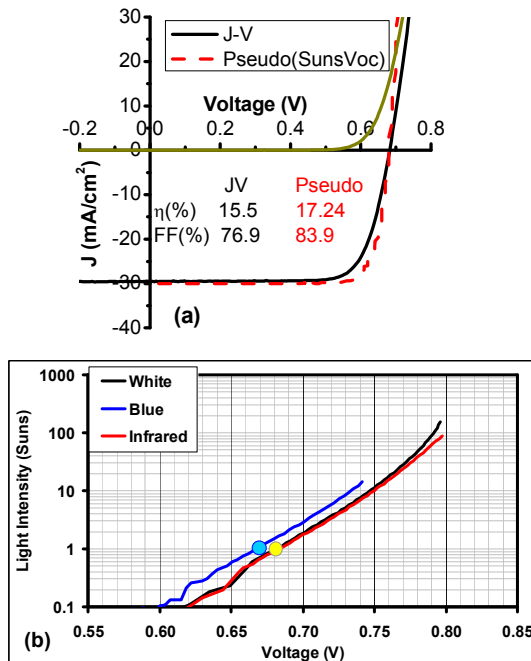 30
J-V
Pseudo(SunsVoc)
20
10
Voltage (V)
-0.2 0.0 0.2 0.4 0.6 0.8
0
-10
-20
-30
-40
J (mA/cm²)
JV Pseudo
η(%) 15.5 17.24
FF(%) 76.9 83.9
(a)
1000
100
10
1
0.1
Light Intensity (Suns)
White
Blue
Infrared
(b)
0.55 0.60 0.65 0.70 0.75 0.80 0.85
Voltage (V)